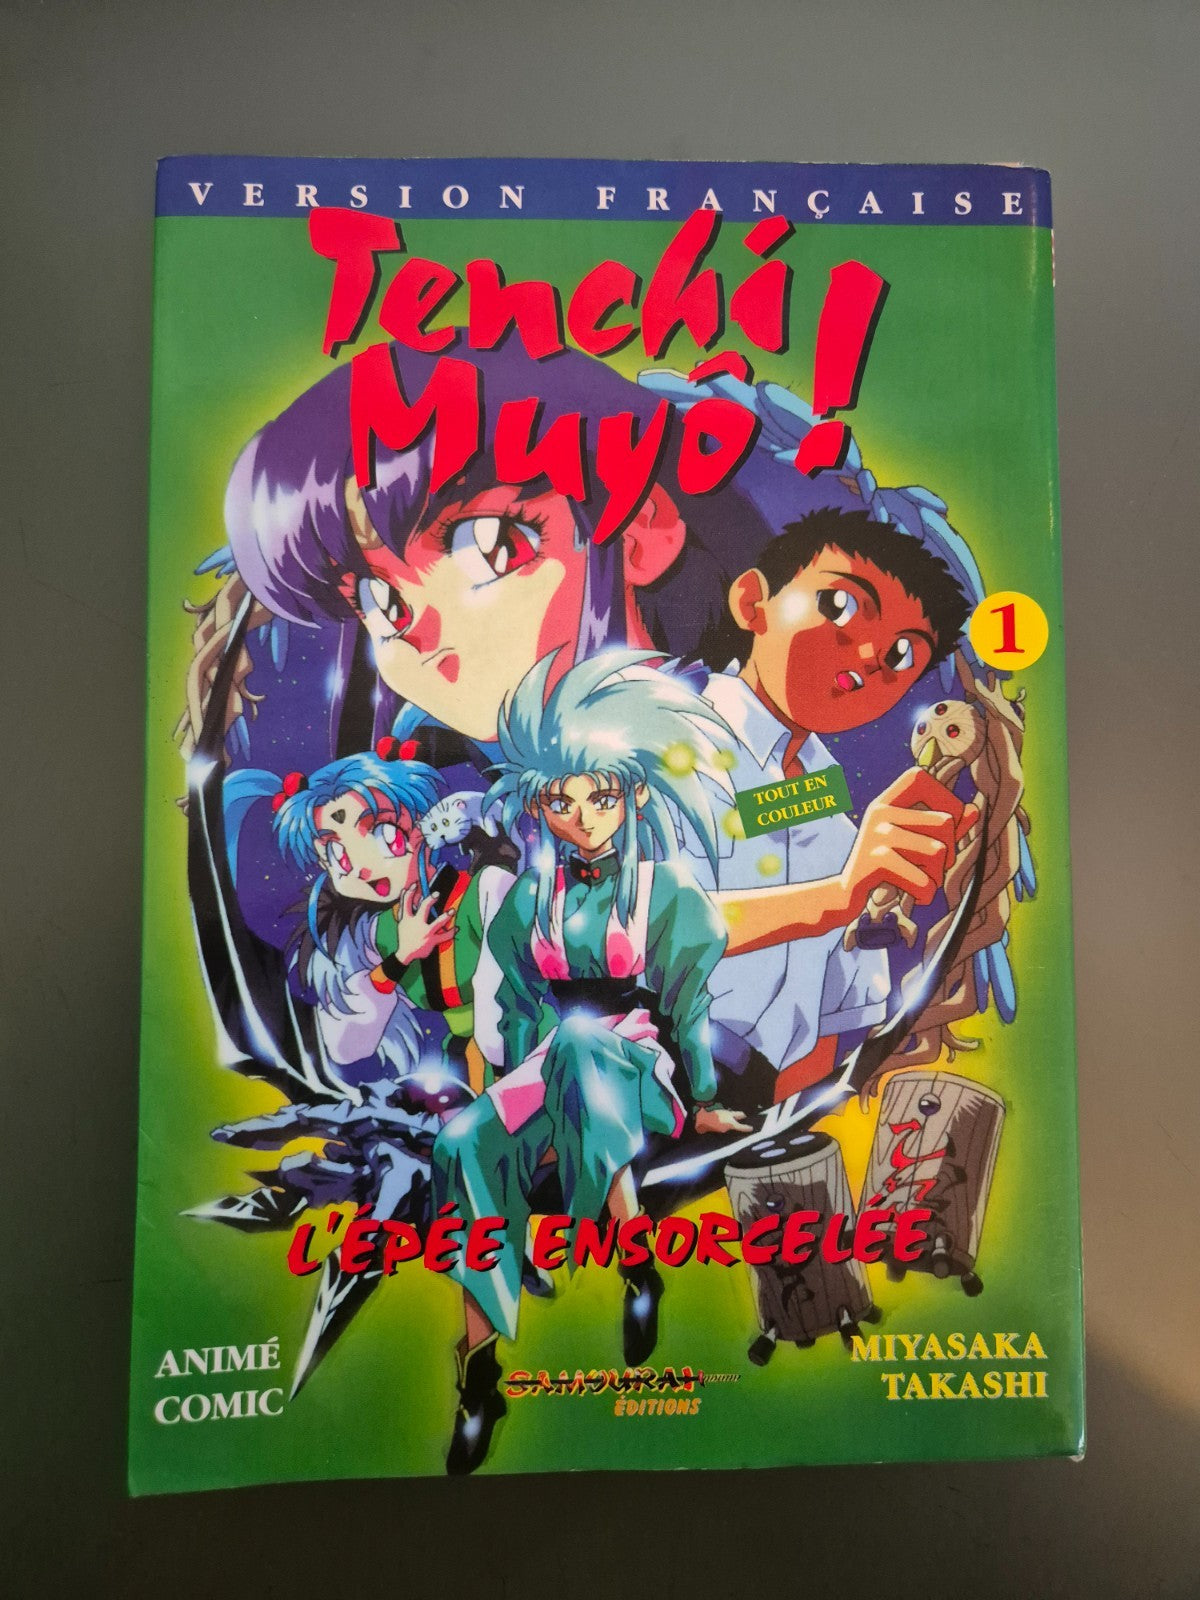 VERSION FRANÇAISE
Tenchi
Muyô!
1
TOUT EN
COULEUR
L'ÉPÉE ENSORCELÉE
ANIMÉ
COMIC
SAMOURAI
ÉDITIONS
MIYASAKA
TAKASHI